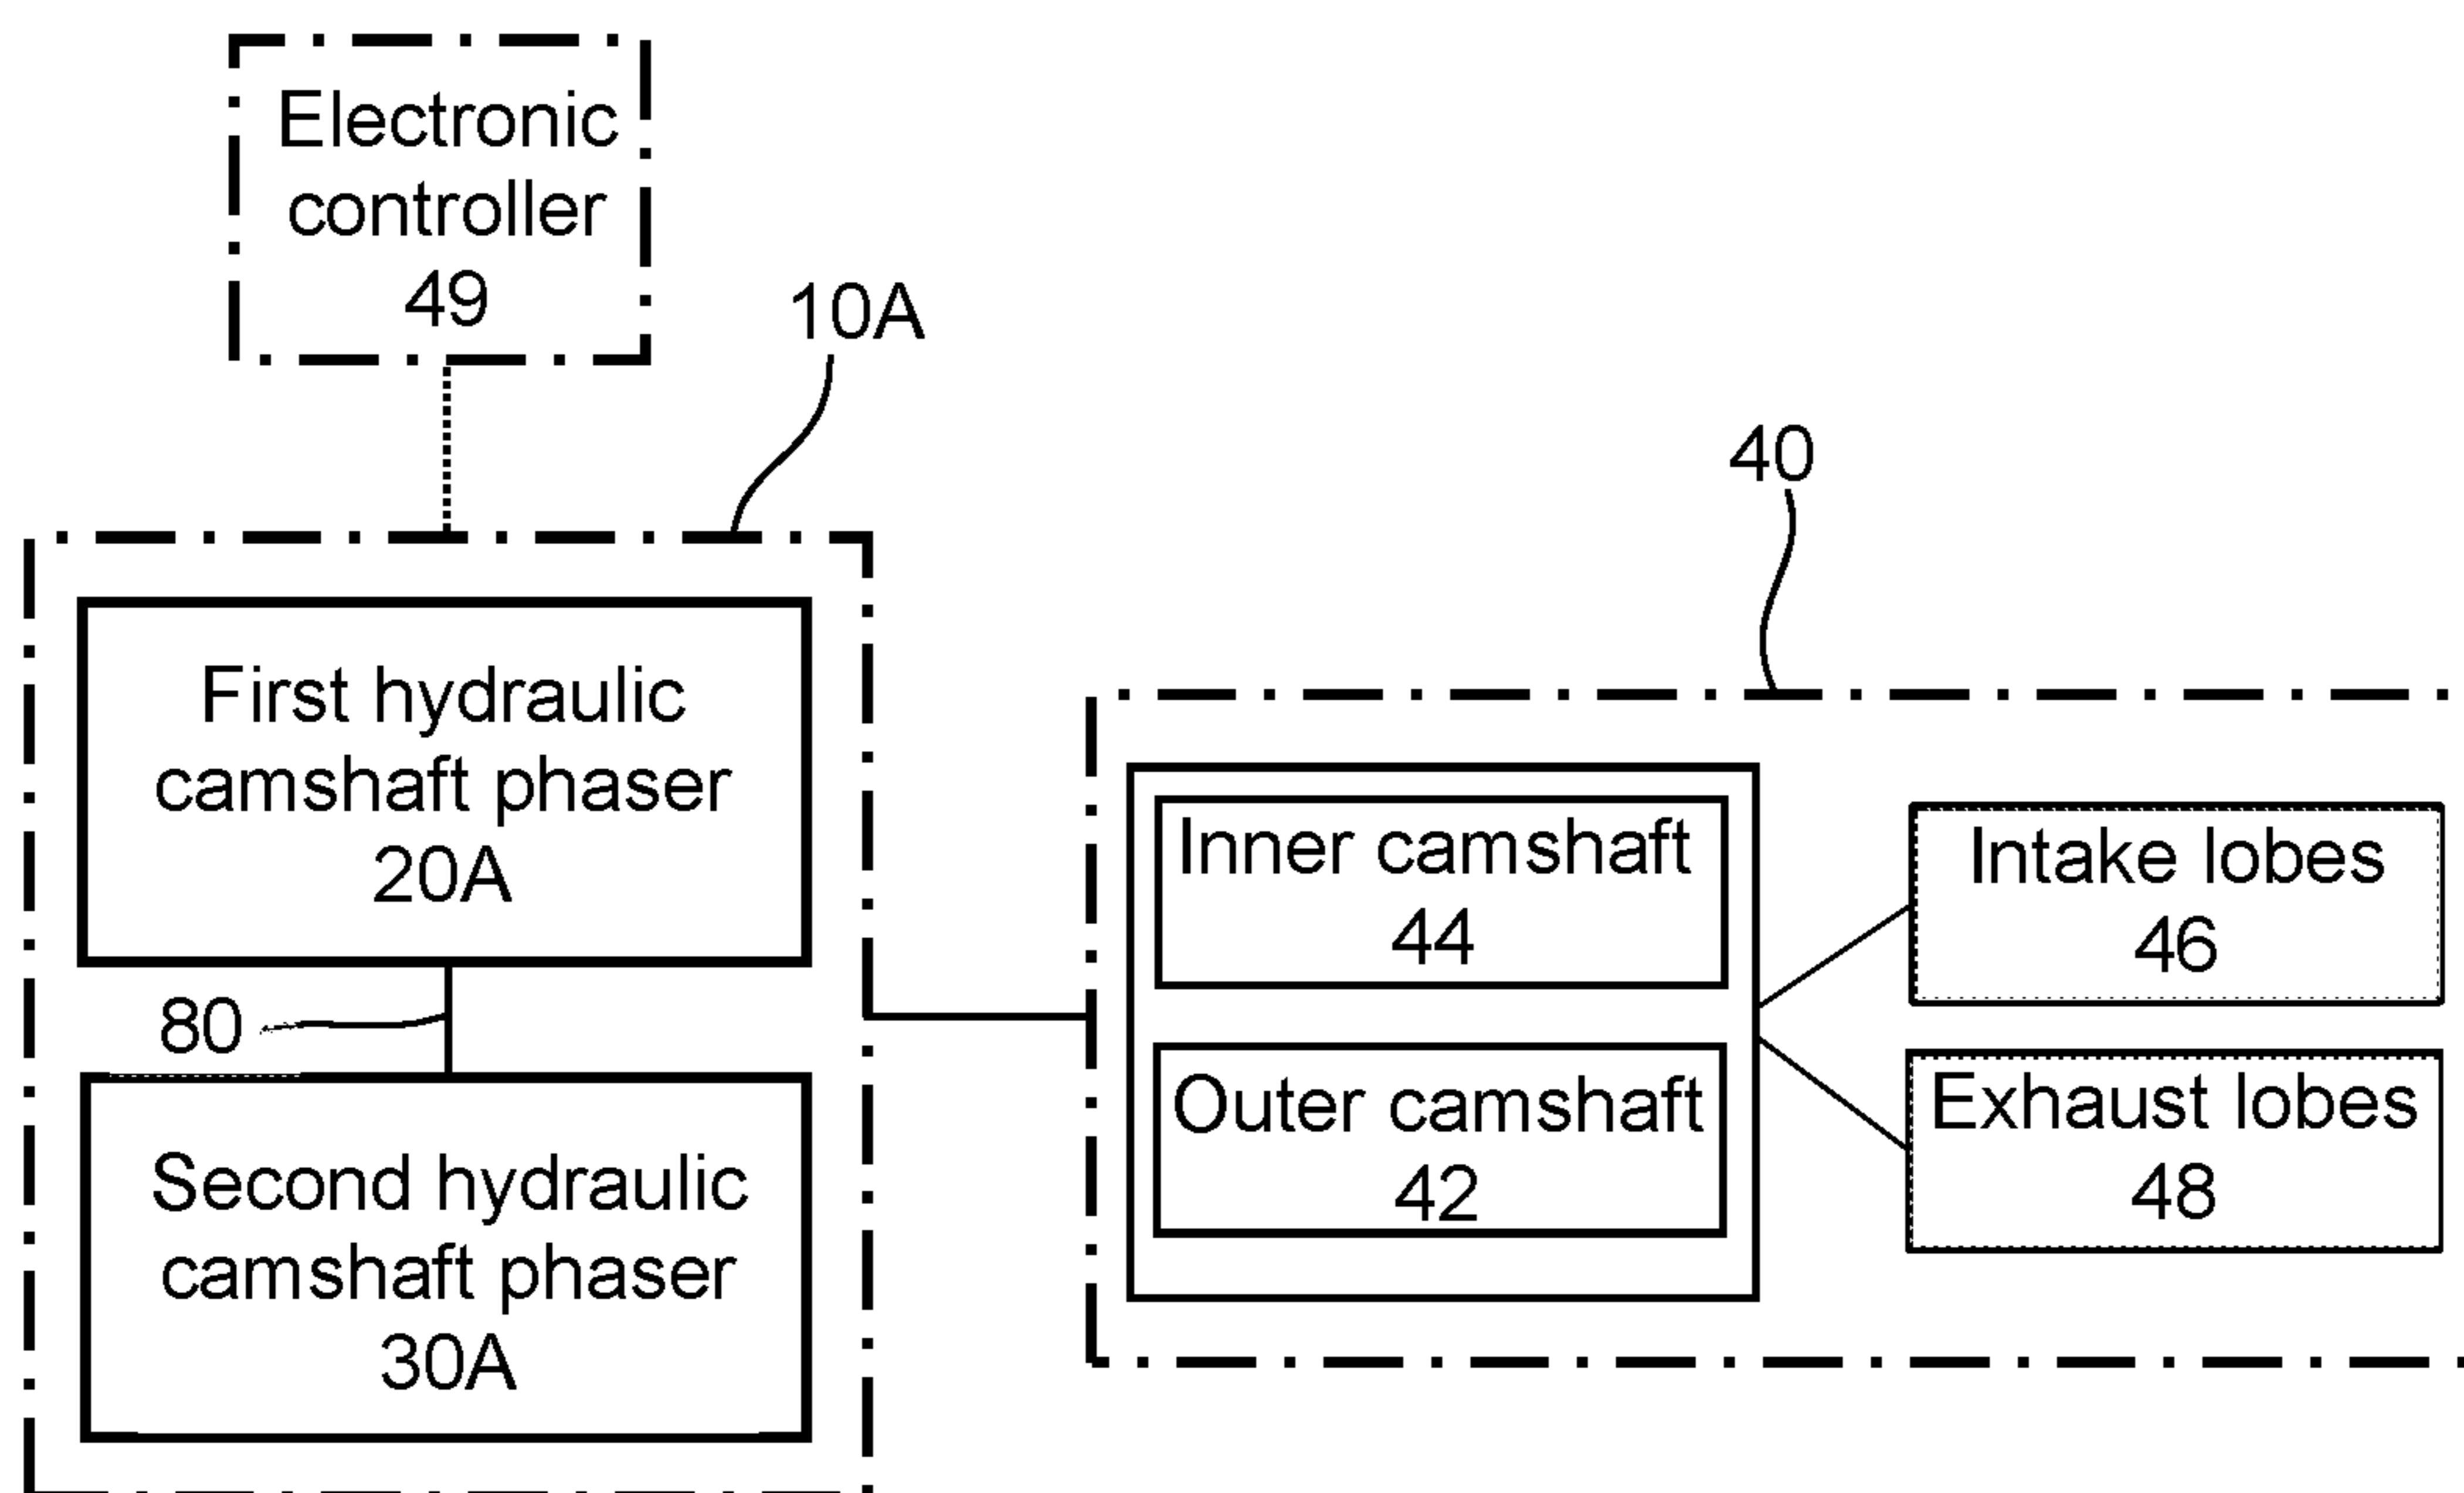 Electronic
controller
49
10A
40
First hydraulic
camshaft phaser
20A
80
Second hydraulic
camshaft phaser
30A
Inner camshaft
44
Outer camshaft
42
Intake lobes
46
Exhaust lobes
48